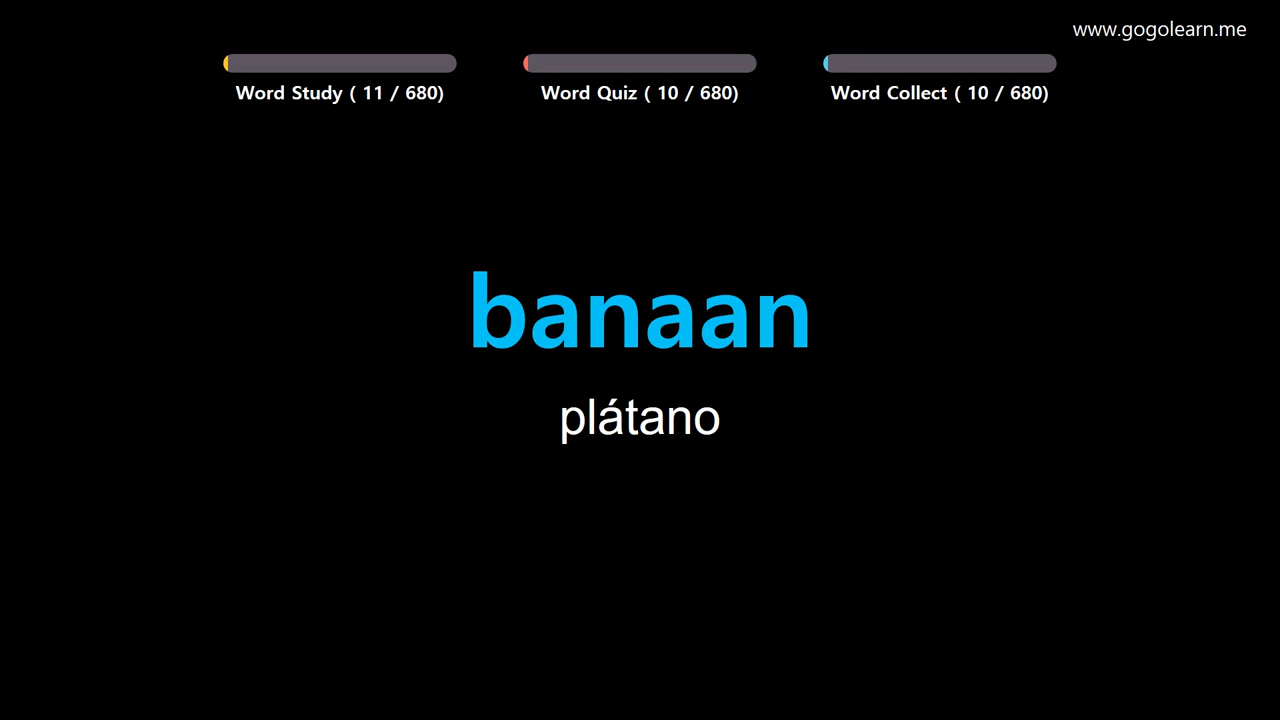 www.gogolearn.me
Word Study ( 11 / 680)
Word Quiz ( 10 / 680)
Word Collect ( 10 / 680)
banaan
plátano